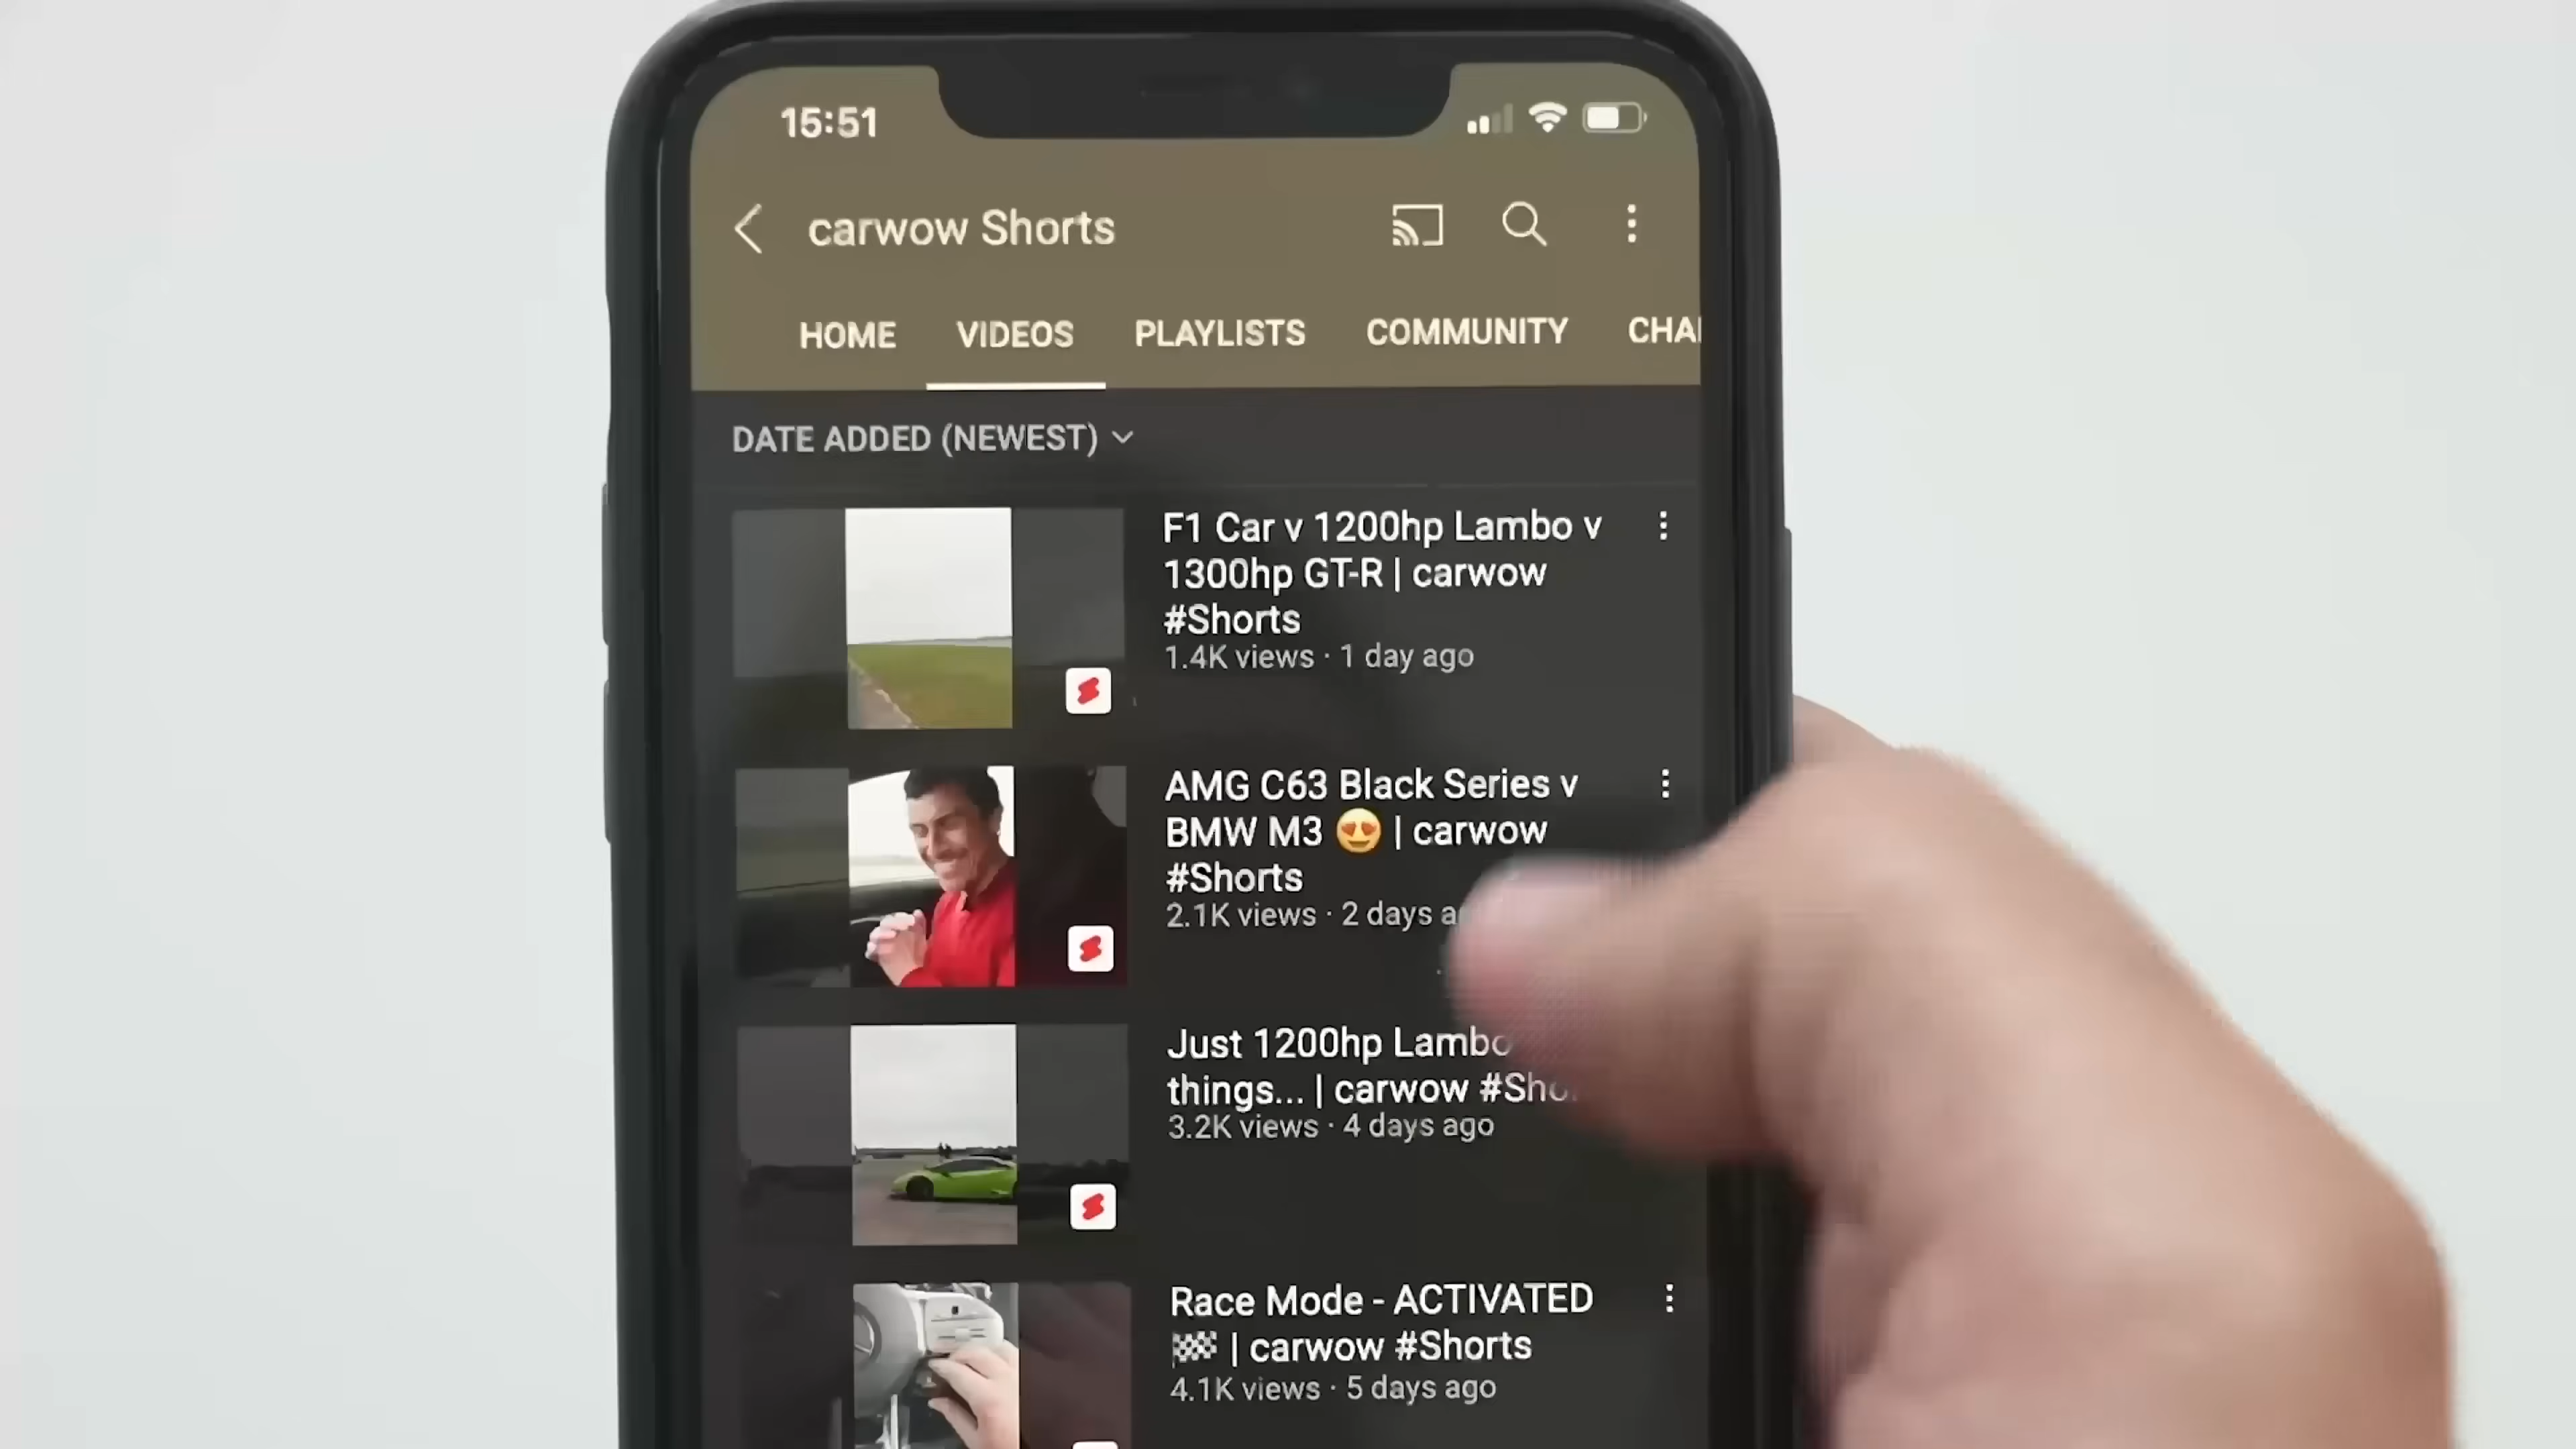 15:51
carwow Shorts
HOME VIDEOS PLAYLISTS COMMUNITY CHA
DATE ADDED (NEWEST)
F1 Car v 1200hp Lambo v
1300hp GT-R | carwow
#Shorts
1.4K views · 1 day ago
AMG C63 Black Series v
BMW M3 😍 | carwow
#Shorts
2.1K views · 2 days a
Just 1200hp Lambo
things... | carwow #Sho
3.2K views · 4 days ago
Race Mode - ACTIVATED
🏁 | carwow #Shorts
4.1K views · 5 days ago